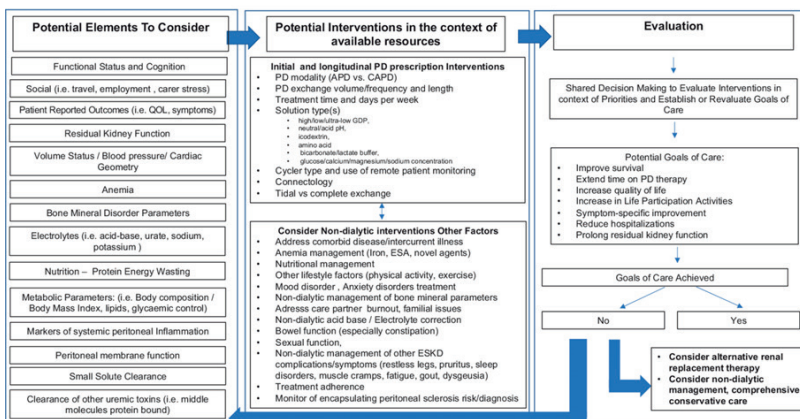 Potential Elements To Consider
Functional Status and Cognition
Social (i.e. travel, employment , carer stress)
Patient Reported Outcomes (i.e. QOL, symptoms)
Residual Kidney Function
Volume Status / Blood pressure/ Cardiac
Geometry
Anemia
Bone Mineral Disorder Parameters
Electrolytes (i.e. acid-base, urate, sodium,
potassium )
Nutrition – Protein Energy Wasting
Metabolic Parameters: (i.e. Body composition /
Body Mass Index, lipids, glycaemic control)
Markers of systemic peritoneal Inflammation
Peritoneal membrane function
Small Solute Clearance
Clearance of other uremic toxins (i.e. middle
molecules protein bound)
Potential Interventions in the context of
available resources
Initial and longitudinal PD prescription Interventions
• PD modality (APD vs. CAPD)
• PD exchange volume/frequency and length
• Treatment time and days per week
• Solution type(s)
• high/low/ultra-low GDP,
• neutral/acid pH,
• icodextrin,
• amino acid
• bicarbonate/lactate buffer,
• glucose/calcium/magnesium/sodium concentration
• Cycler type and use of remote patient monitoring
• Connectology
• Tidal vs complete exchange
Consider Non-dialytic interventions Other Factors
• Address comorbid disease/intercurrent illness
• Anemia management (Iron, ESA, novel agents)
• Nutritional management
• Other lifestyle factors (physical activity, exercise)
• Mood disorder , Anxiety disorders treatment
• Non-dialytic management of bone mineral parameters
• Adress care partner burnout, familial issues
• Non-dialytic acid base / Electrolyte correction
• Bowel function (especially constipation)
• Sexual function,
• Non-dialytic management of other ESKD
complications/symptoms (restless legs, pruritus, sleep
disorders, muscle cramps, fatigue, gout, dysgeusia)
• Treatment adherence
• Monitor of encapsulating peritoneal sclerosis risk/diagnosis
Evaluation
Shared Decision Making to Evaluate Interventions in
context of Priorities and Establish or Revaluate Goals of
Care
Potential Goals of Care:
• Improve survival
• Extend time on PD therapy
• Increase quality of life
• Increase in Life Participation Activities
• Symptom-specific improvement
• Reduce hospitalizations
• Prolong residual kidney function
Goals of Care Achieved
No
Yes
• Consider alternative renal
replacement therapy
• Consider non-dialytic
management, comprehensive
conservative care